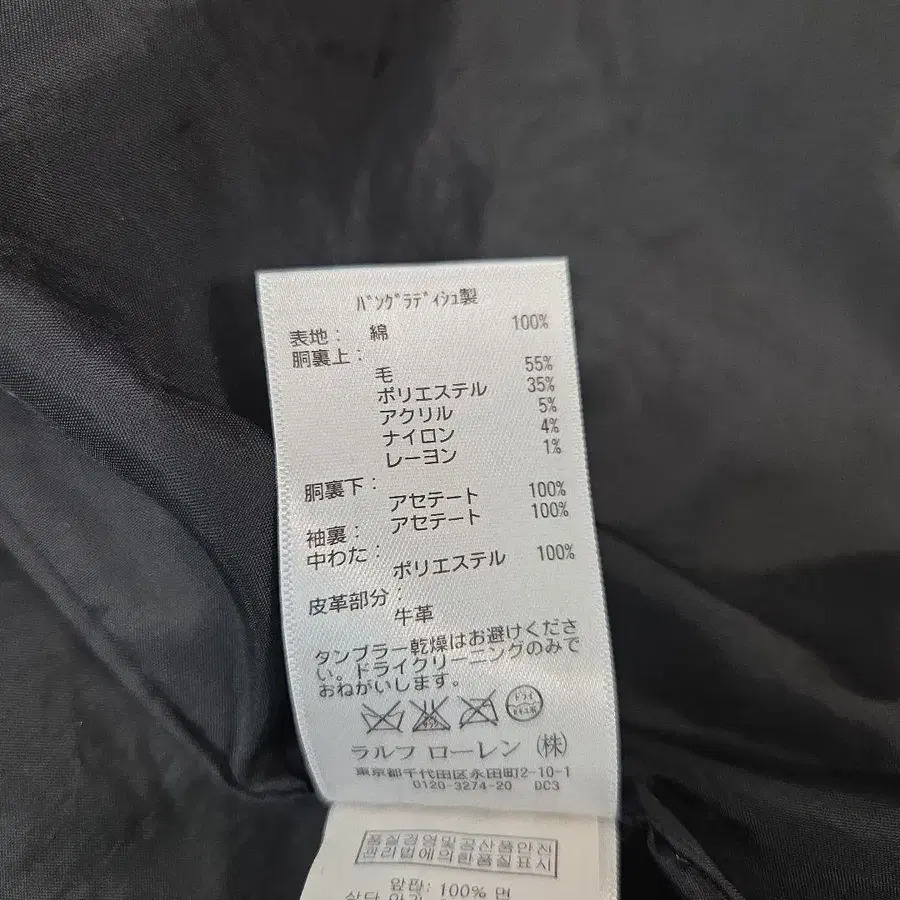 ﾊﾞﾝｸﾞﾗﾃﾞｨｼｭ製
表地: 綿 100%
胴裏上:
毛 55%
ポリエステル 35%
アクリル 5%
ナイロン 4%
レーヨン 1%
胴裏下:
アセテート 100%
袖裏: アセテート 100%
中わた:
ポリエステル 100%
皮革部分:
牛革
タンブラー乾燥はお避けくださ
い。ドライクリーニングのみで
おねがいします。
ラルフ ローレン (株)
東京都千代田区永田町2-10-1
0120-3274-20 DC3
품질경영및공산품안전
관리법에의한품질표시
앞판: 100% 면